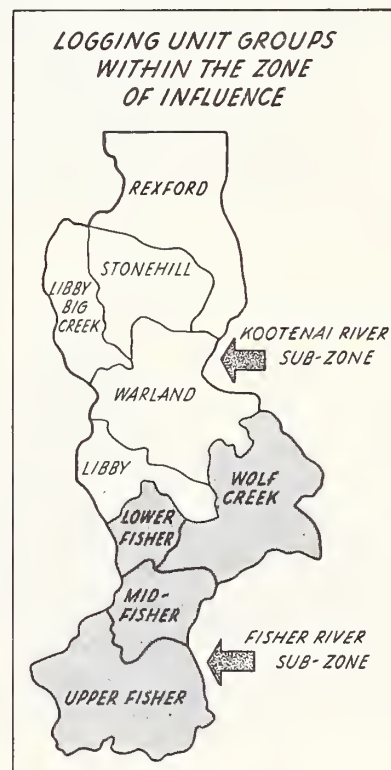 LOGGING UNIT GROUPS
WITHIN THE ZONE
OF INFLUENCE
REXFORD
STONEHILL
LIBBY
BIG
CREEK
KOOTENAI RIVER
SUB-ZONE
WARLAND
LIBBY
WOLF
CREEK
LOWER
FISHER
MID-
FISHER
FISHER RIVER
SUB-ZONE
UPPER FISHER